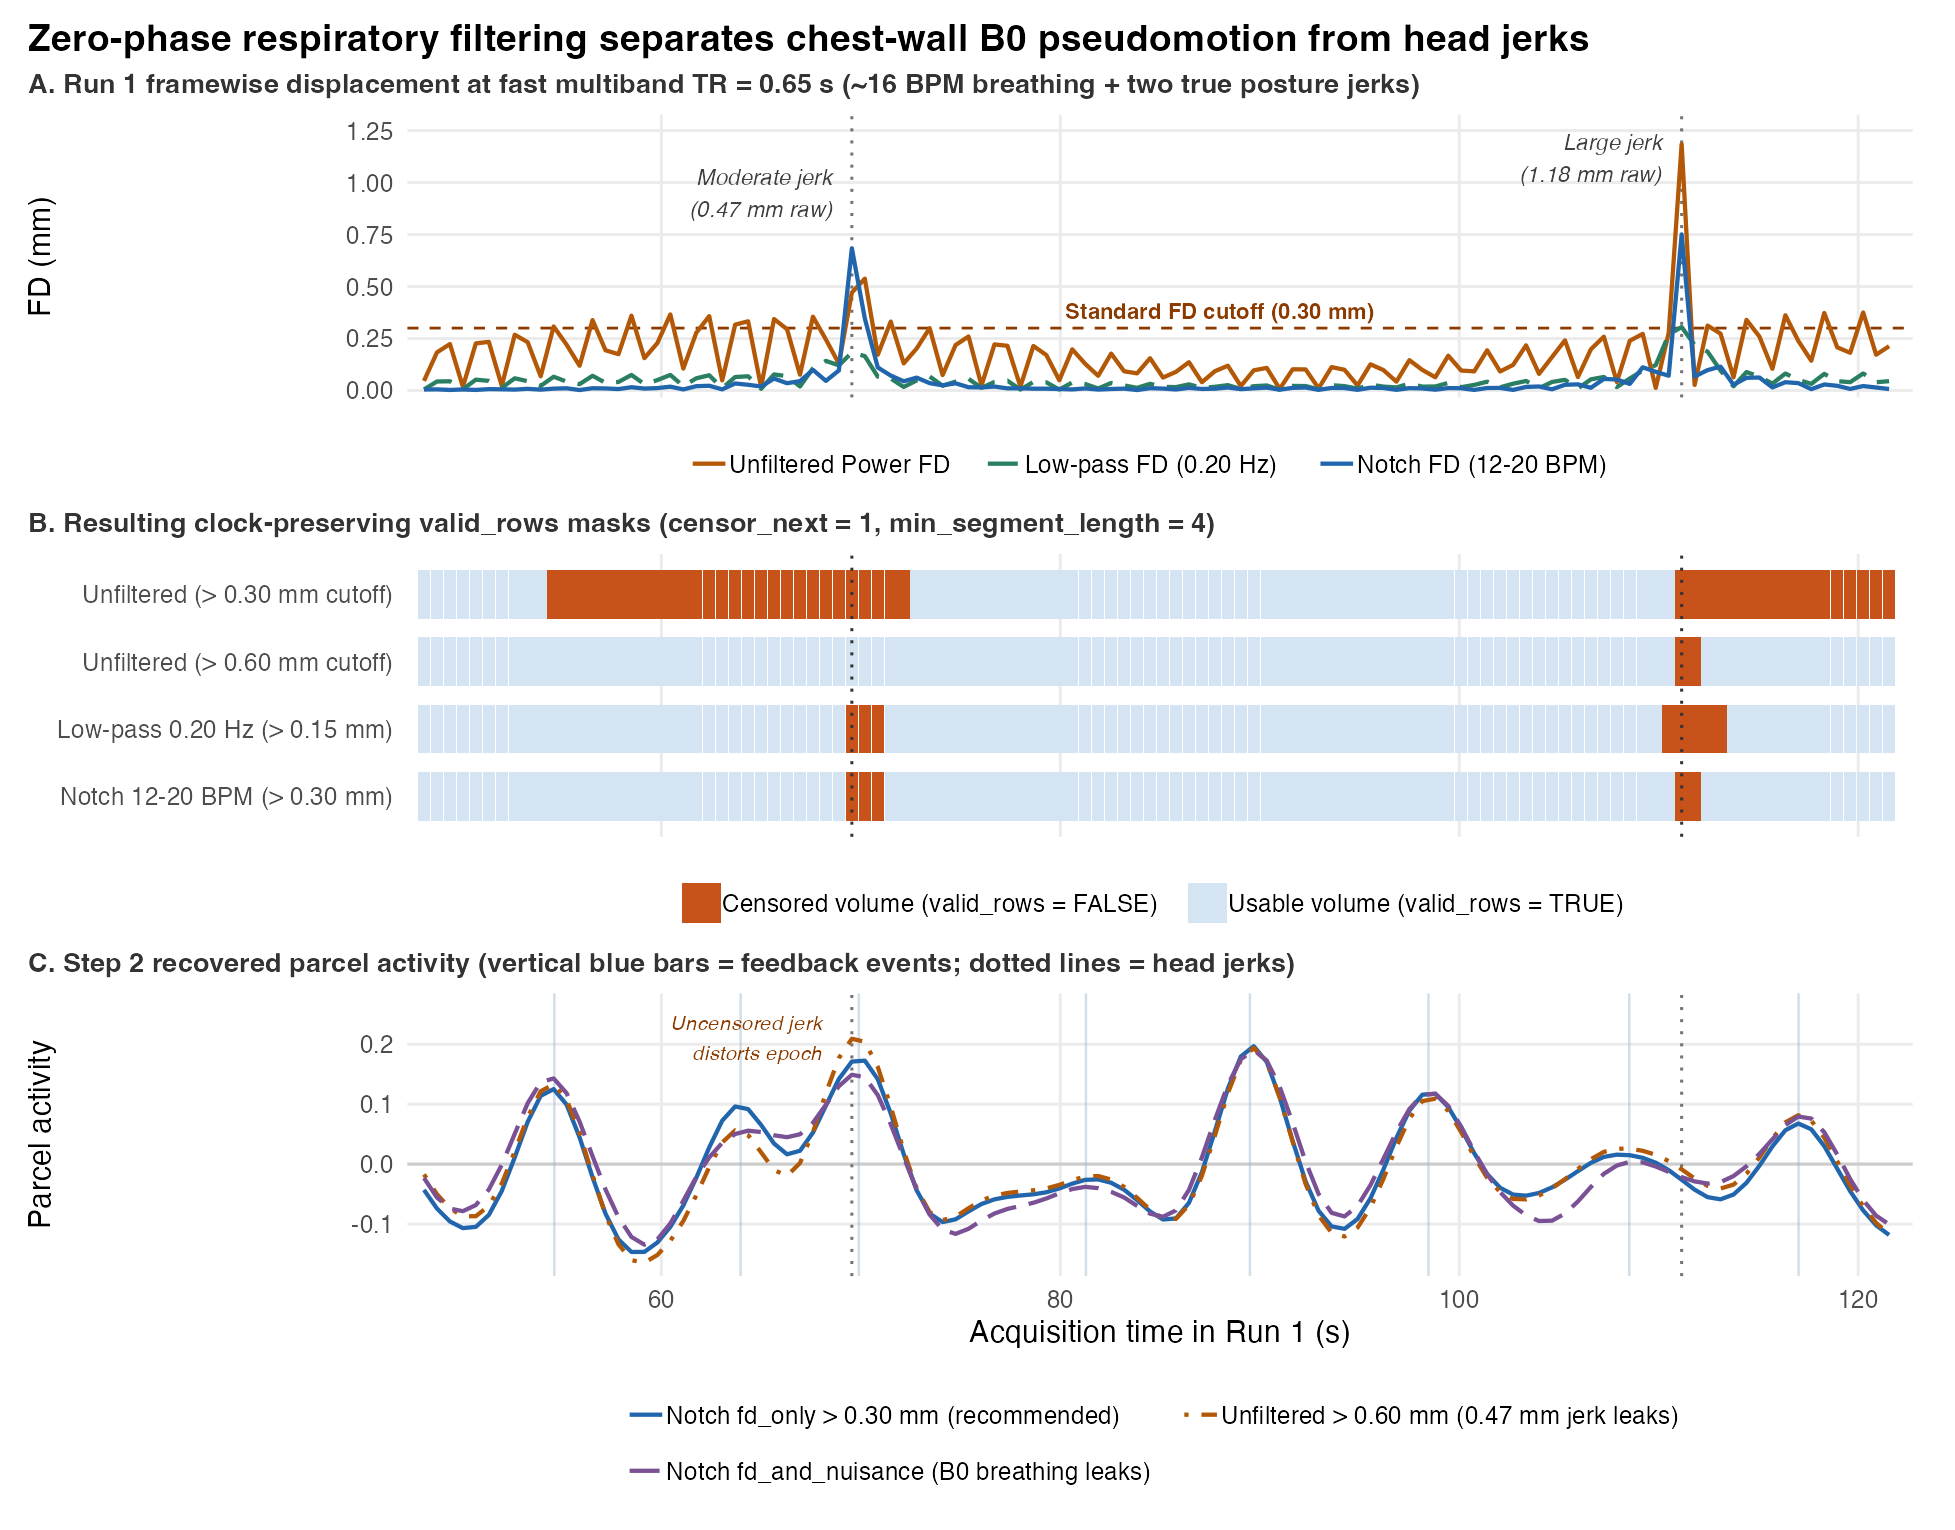 Zero-phase respiratory filtering separates chest-wall B0 pseudomotion from head jerks
A. Run 1 framewise displacement at fast multiband TR = 0.65 s (~16 BPM breathing + two true posture jerks)
FD (mm)
1.25
1.00
0.75
0.50
0.25
0.00
Moderate jerk
(0.47 mm raw)
Large jerk
(1.18 mm raw)
Standard FD cutoff (0.30 mm)
Unfiltered Power FD
Low-pass FD (0.20 Hz)
Notch FD (12-20 BPM)
B. Resulting clock-preserving valid_rows masks (censor_next = 1, min_segment_length = 4)
Unfiltered (> 0.30 mm cutoff)
Unfiltered (> 0.60 mm cutoff)
Low-pass 0.20 Hz (> 0.15 mm)
Notch 12-20 BPM (> 0.30 mm)
Censored volume (valid_rows = FALSE)
Usable volume (valid_rows = TRUE)
C. Step 2 recovered parcel activity (vertical blue bars = feedback events; dotted lines = head jerks)
Parcel activity
0.2
0.1
0.0
-0.1
Uncensored jerk
distorts epoch
60
80
100
120
Acquisition time in Run 1 (s)
Notch fd_only > 0.30 mm (recommended)
Unfiltered > 0.60 mm (0.47 mm jerk leaks)
Notch fd_and_nuisance (B0 breathing leaks)